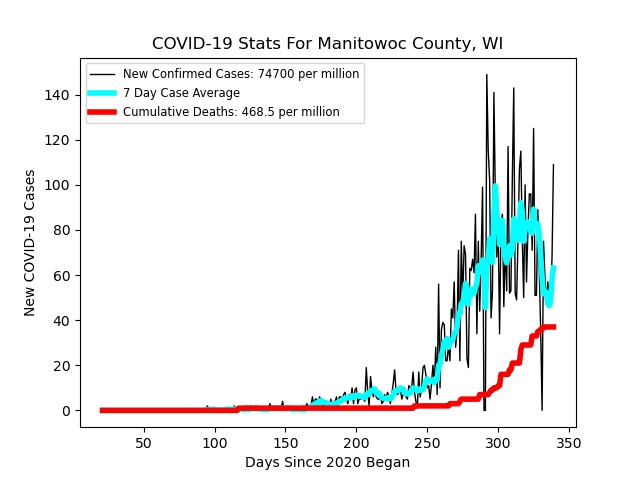 COVID-19 Stats For Manitowoc County, WI
New Confirmed Cases: 74700 per million
7 Day Case Average
Cumulative Deaths: 468.5 per million
New COVID-19 Cases
140
120
100
80
60
40
20
0
50 100 150 200 250 300 350
Days Since 2020 Began